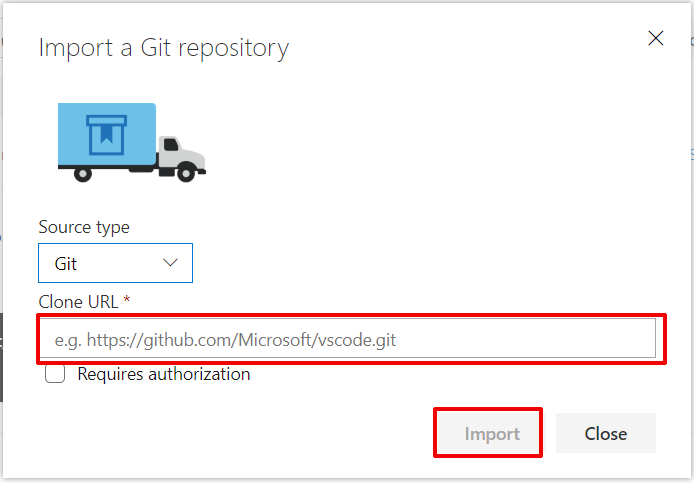 Import a Git repository
Source type
Git
Clone URL *
e.g. https://github.com/Microsoft/vscode.git
Requires authorization
Import
Close